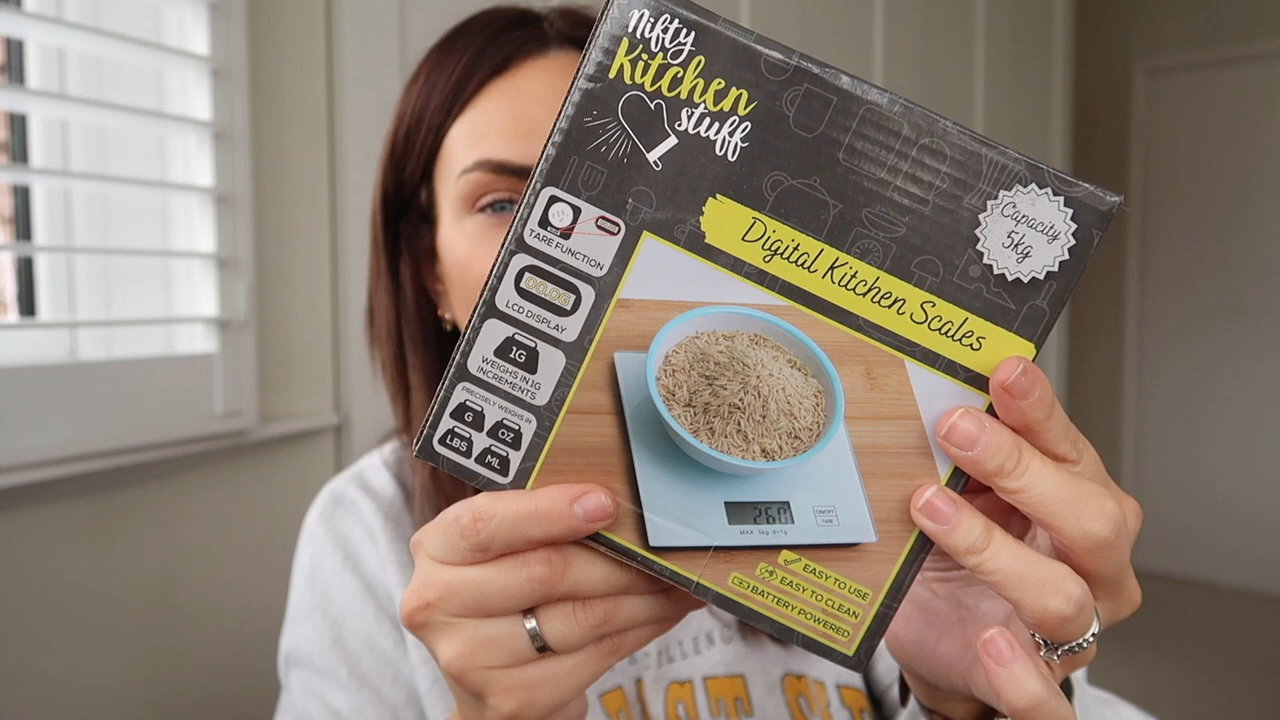 Nifty
Kitchen
stuff
Capacity
5kg
Digital Kitchen Scales
TARE FUNCTION
00.0G
LCD DISPLAY
1G
WEIGHS IN 1G
INCREMENTS
PRECISELY WEIGHS IN
G OZ
LBS ML
260
ON/OFF
TARE
MAX 5kg d=1g
EASY TO USE
EASY TO CLEAN
BATTERY POWERED